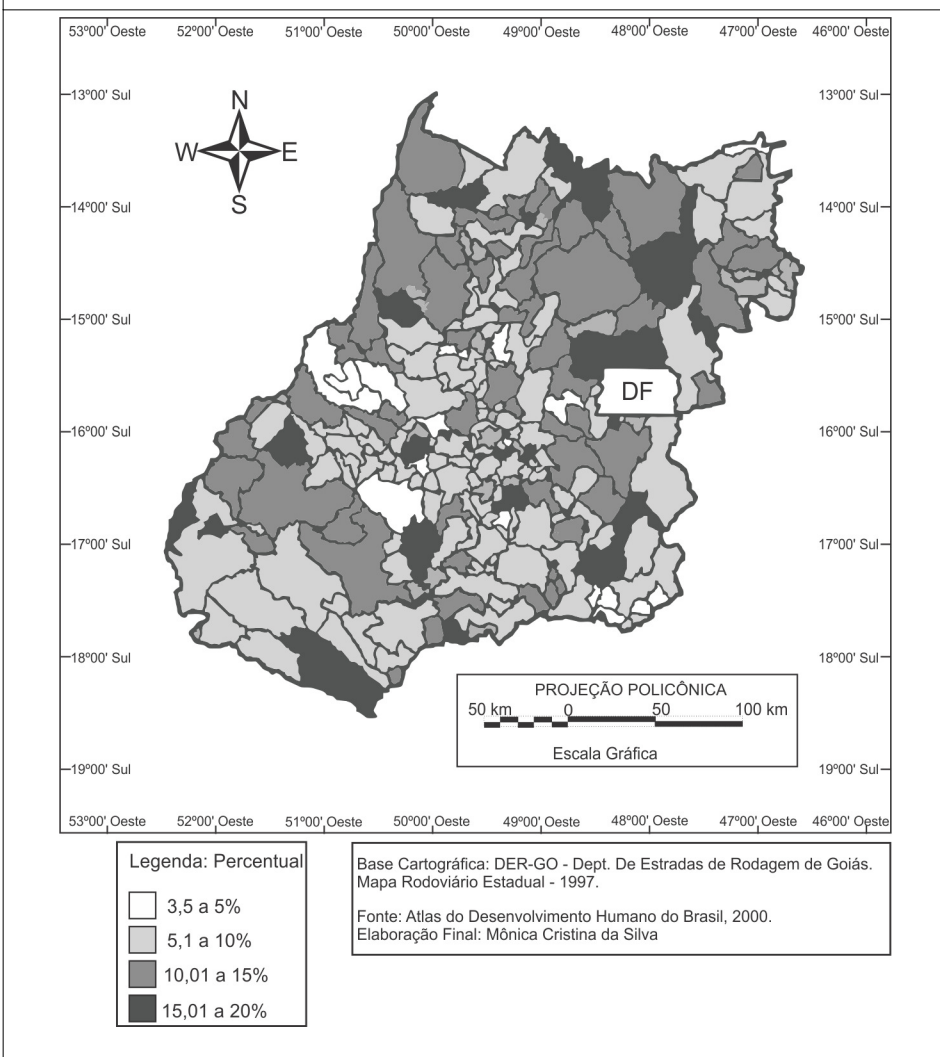 53º00' Oeste 52º00' Oeste 51º00' Oeste 50º00' Oeste 49º00' Oeste 48º00' Oeste 47º00' Oeste 46º00' Oeste
13º00' Sul 13º00' Sul
N
W E
S
14º00' Sul 14º00' Sul
15º00' Sul 15º00' Sul
DF
16º00' Sul 16º00' Sul
17º00' Sul 17º00' Sul
18º00' Sul 18º00' Sul
PROJEÇÃO POLICÔNICA
50 km 0 50 100 km
Escala Gráfica
19º00' Sul 19º00' Sul
53º00' Oeste 52º00' Oeste 51º00' Oeste 50º00' Oeste 49º00' Oeste 48º00' Oeste 47º00' Oeste 46º00' Oeste
Legenda: Percentual
3,5 a 5%
5,1 a 10%
10,01 a 15%
15,01 a 20%
Base Cartográfica: DER-GO - Dept. De Estradas de Rodagem de Goiás.
Mapa Rodoviário Estadual - 1997.
Fonte: Atlas do Desenvolvimento Humano do Brasil, 2000.
Elaboração Final: Mônica Cristina da Silva